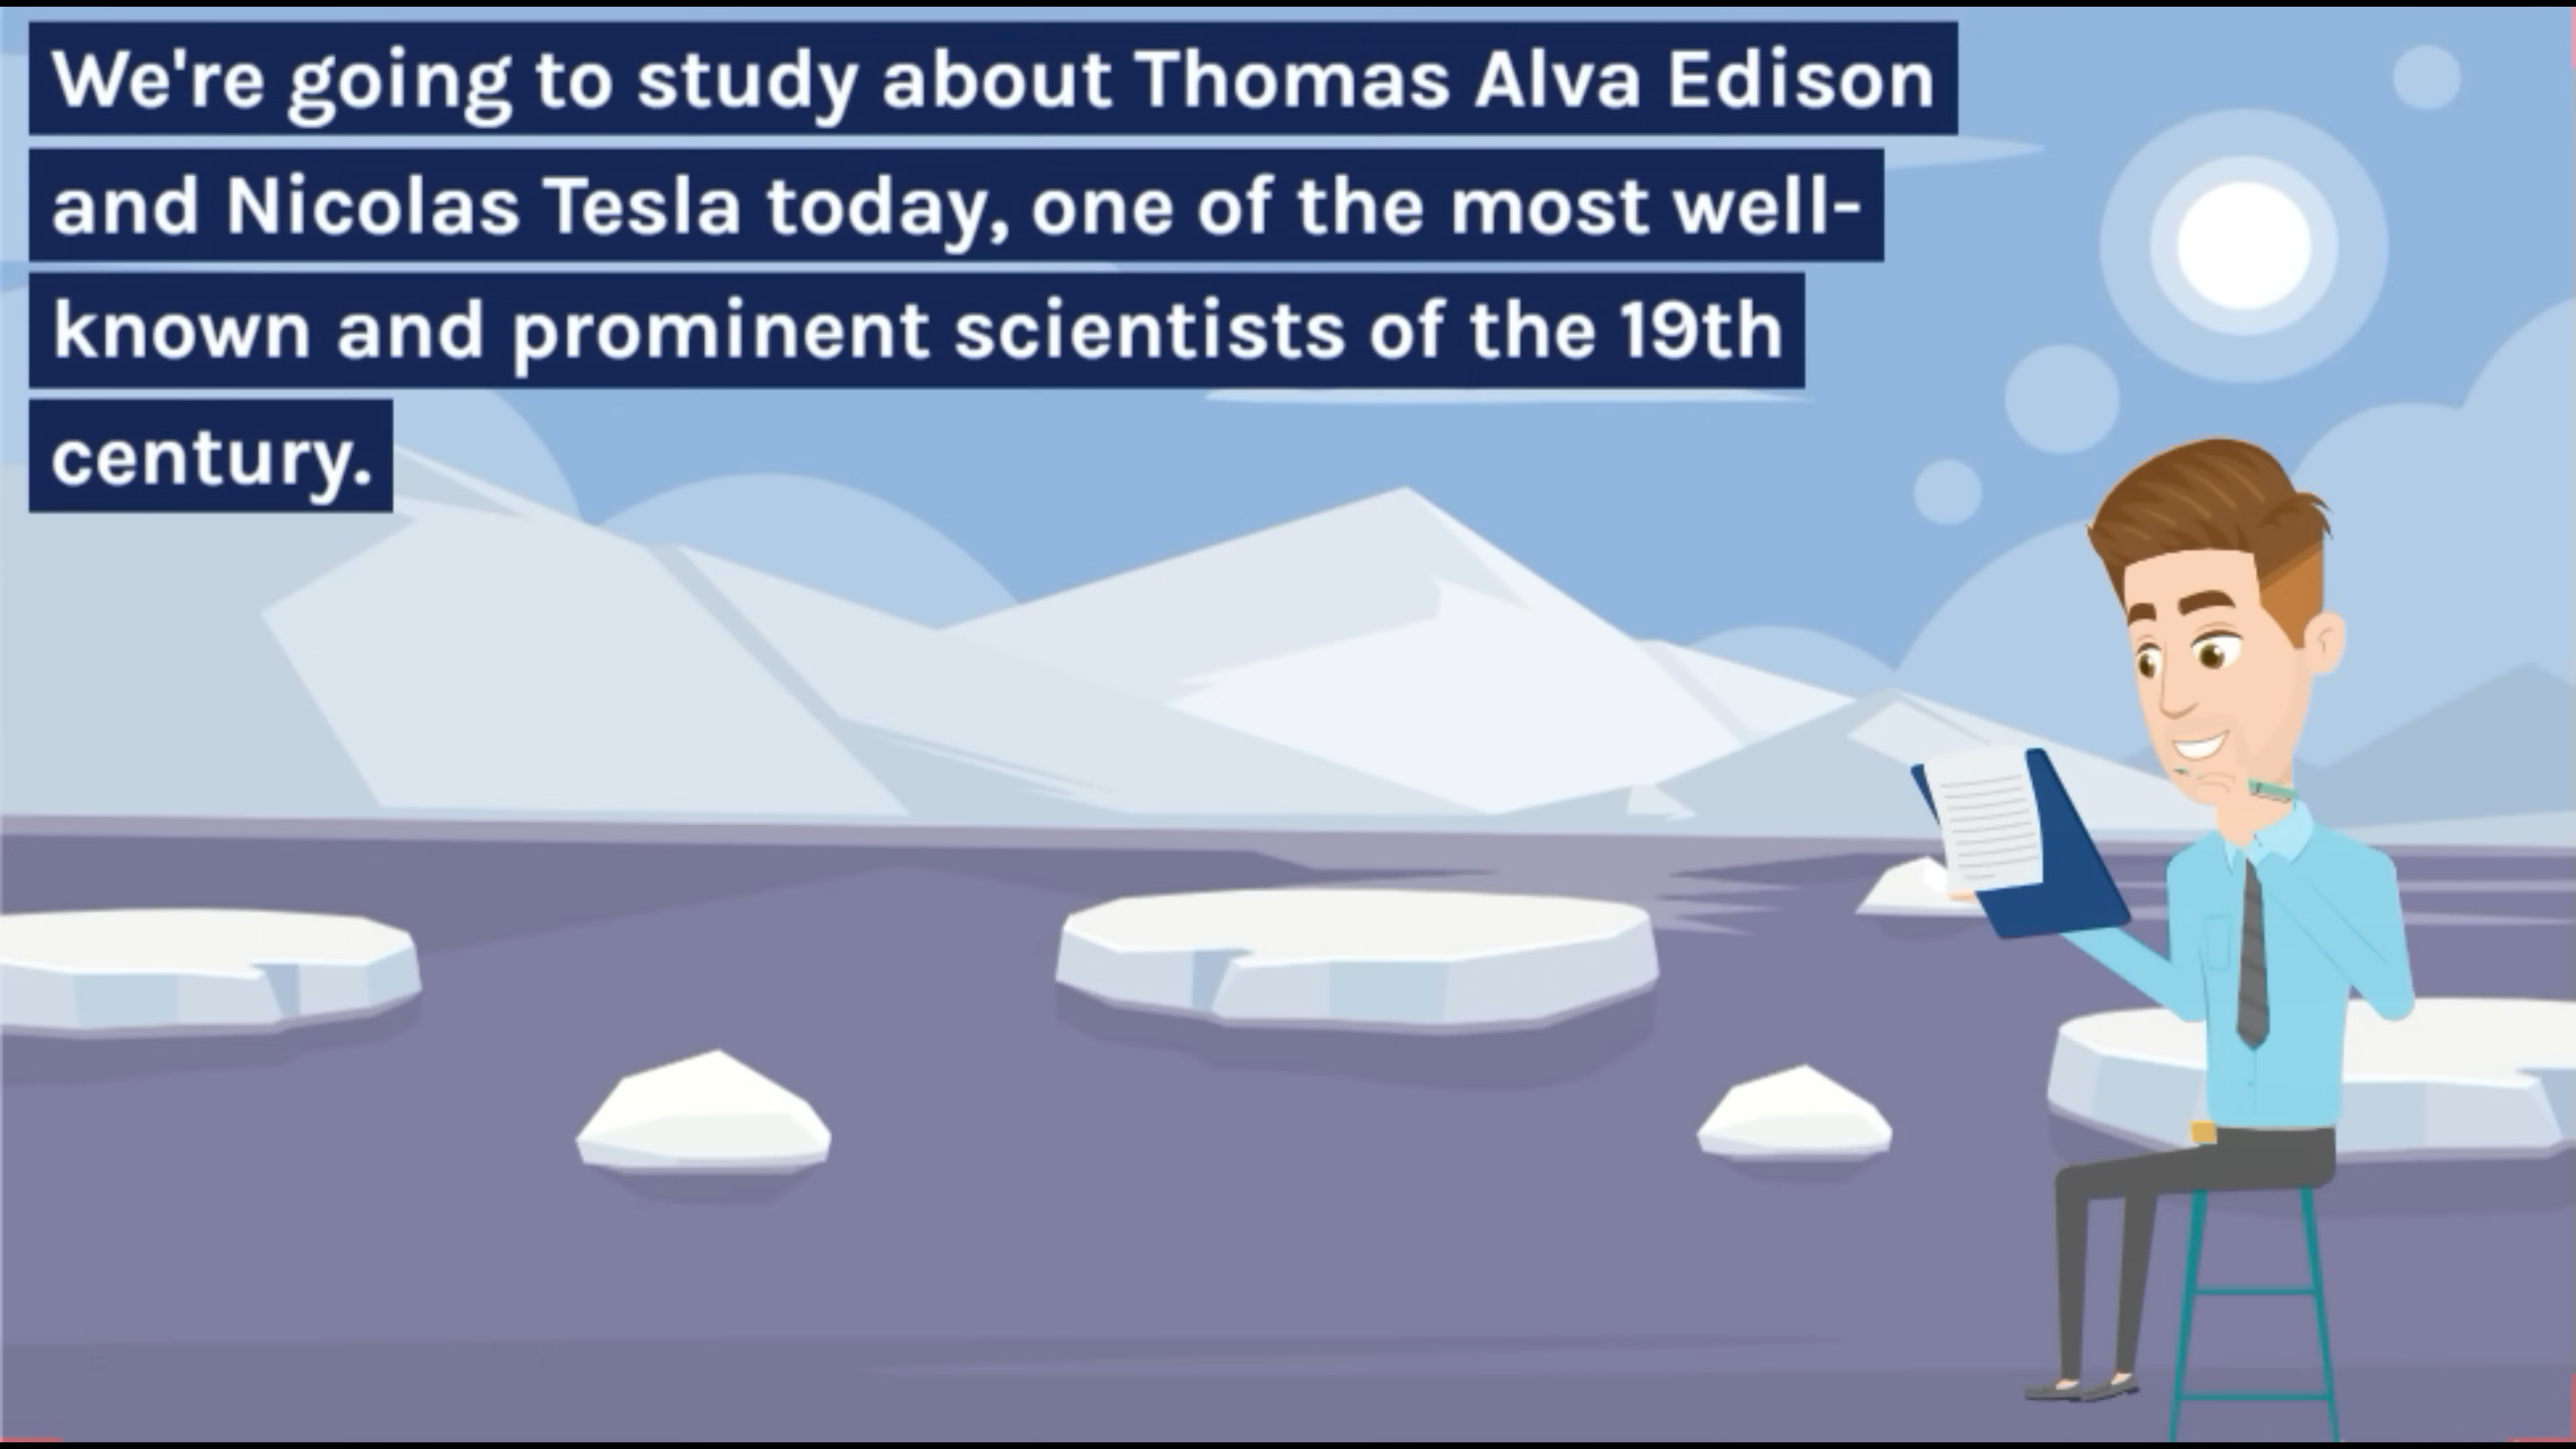 We're going to study about Thomas Alva Edison
and Nicolas Tesla today, one of the most well-
known and prominent scientists of the 19th
century.